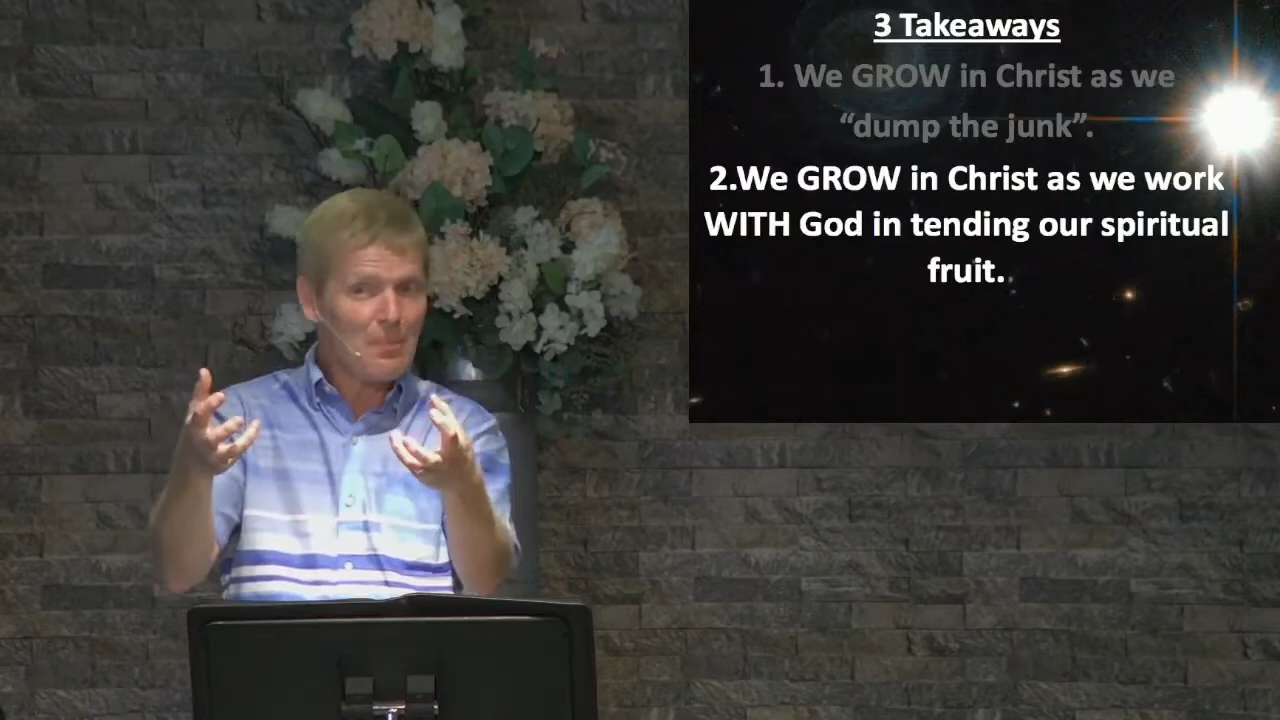 3 Takeaways
1. We GROW in Christ as we
“dump the junk”.
2.We GROW in Christ as we work
WITH God in tending our spiritual
fruit.